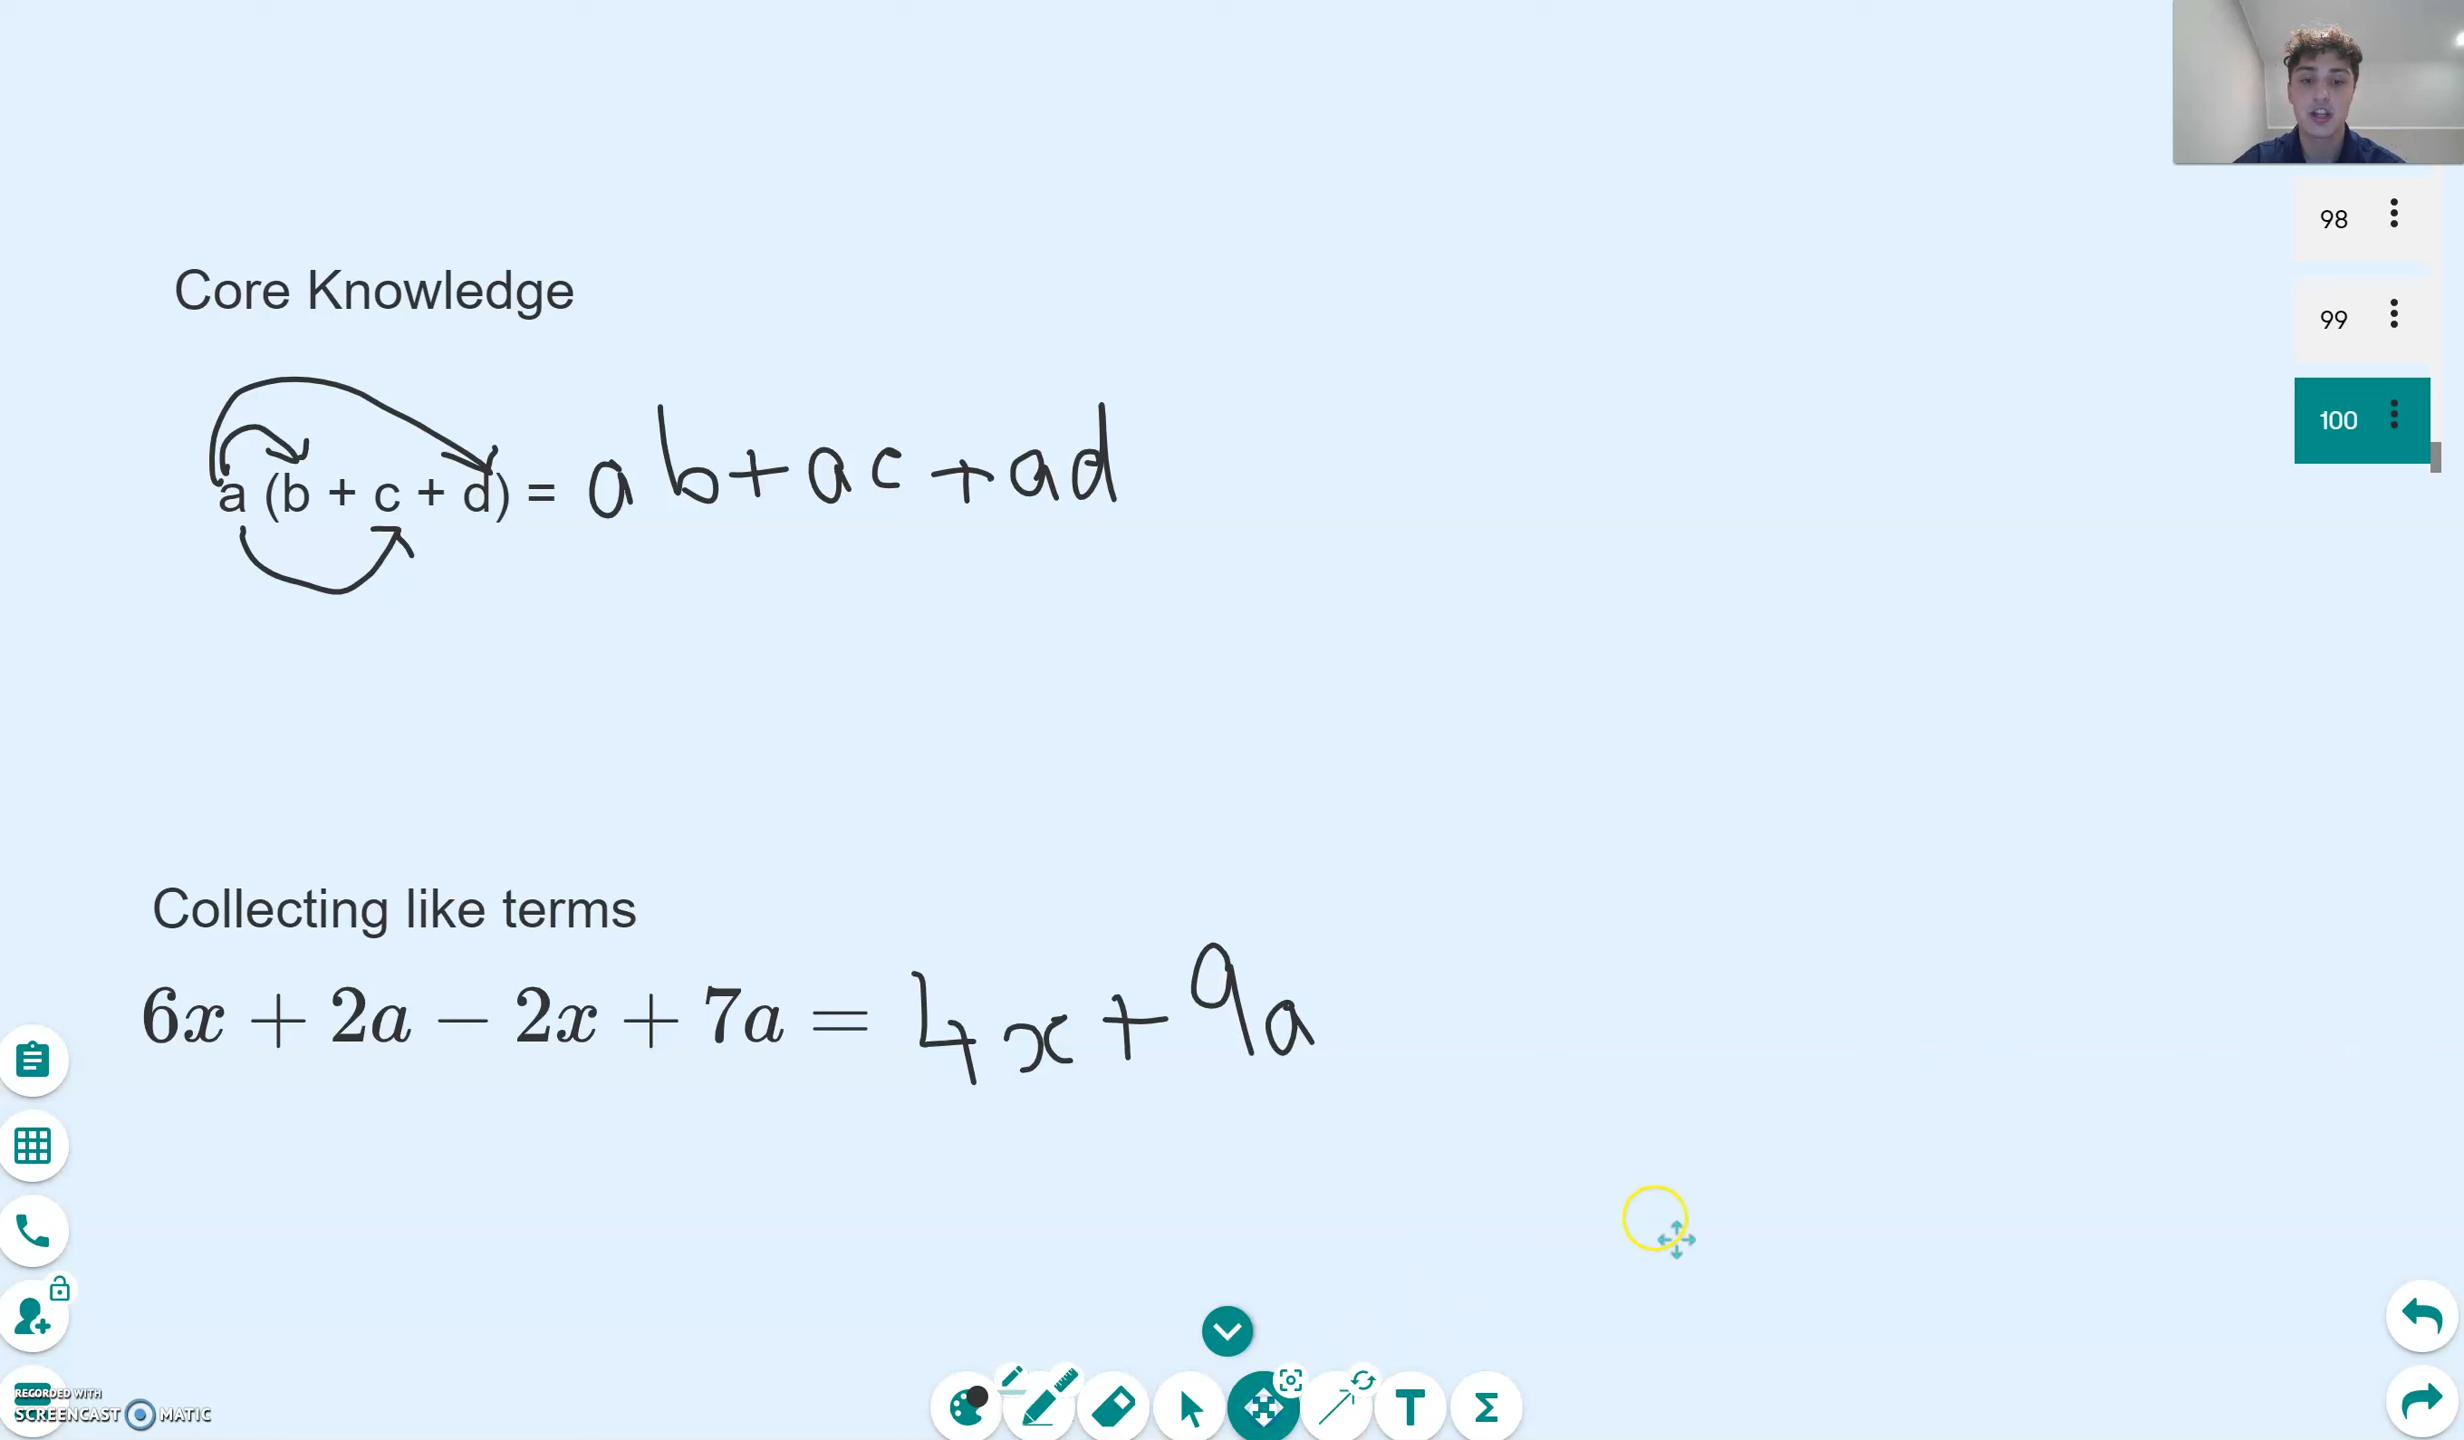 98
99
100
Core Knowledge
a (b + c + d) = ab+ac+ad
Collecting like terms
6x + 2a − 2x + 7a = 4x+9a
T
Σ
RECORDED WITH
SCREENCAST MATIC